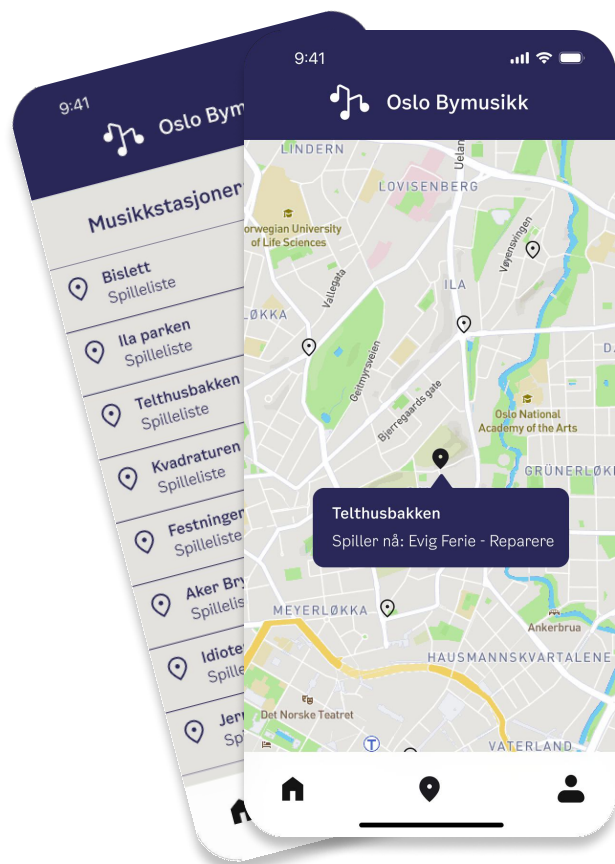 9:41
Oslo Bym
Musikkstasjoner
Bislett
Spilleliste
Ila parken
Spilleliste
Telthusbakken
Spilleliste
Kvadraturen
Spilleliste
Festningen
Spilleliste
Aker Bry
Spillelis
Idiote
Spille
Jer
Sp
9:41
Oslo Bymusikk
LINDERN
Uelan
LOVISENBERG
orwegian University
of Life Sciences
Vøyensvingen
Vallegata
ILA
LØKKA
D
Geitmyrsveien
Bjerregaards gate
Oslo National
Academy of the Arts
GRÜNERLØK
Telthusbakken
Spiller nå: Evig Ferie - Reparere
MEYERLØKKA
Ankerbrua
HAUSMANNSKVARTALENE
Det Norske Teatret
T
VATERLAND